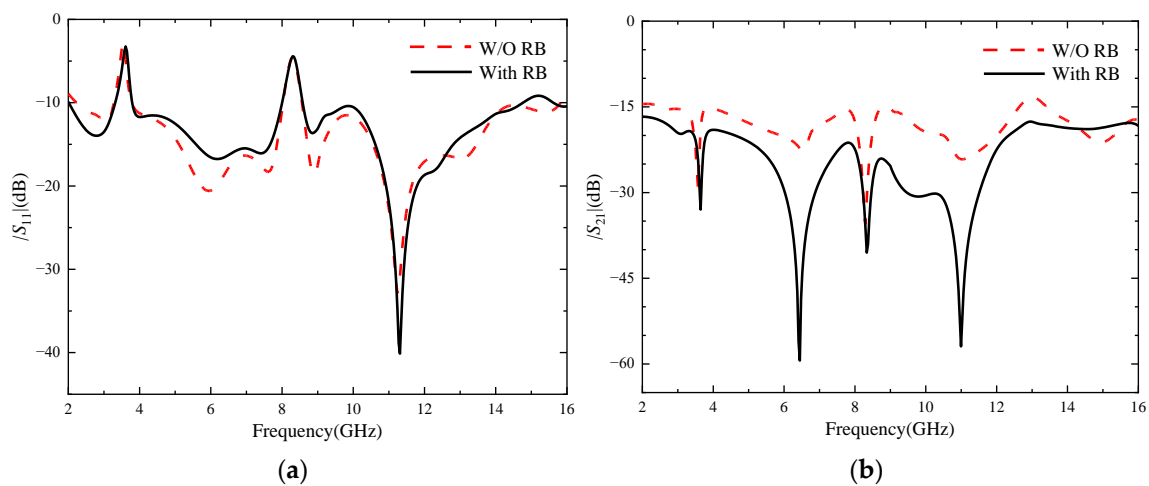 0
−10
−20
−30
−40
/S11|(dB)
W/O RB
With RB
2 4 6 8 10 12 14 16
Frequency(GHz)
(a)
0
−15
−30
−45
−60
/S21|(dB)
W/O RB
With RB
2 4 6 8 10 12 14 16
Frequency(GHz)
(b)